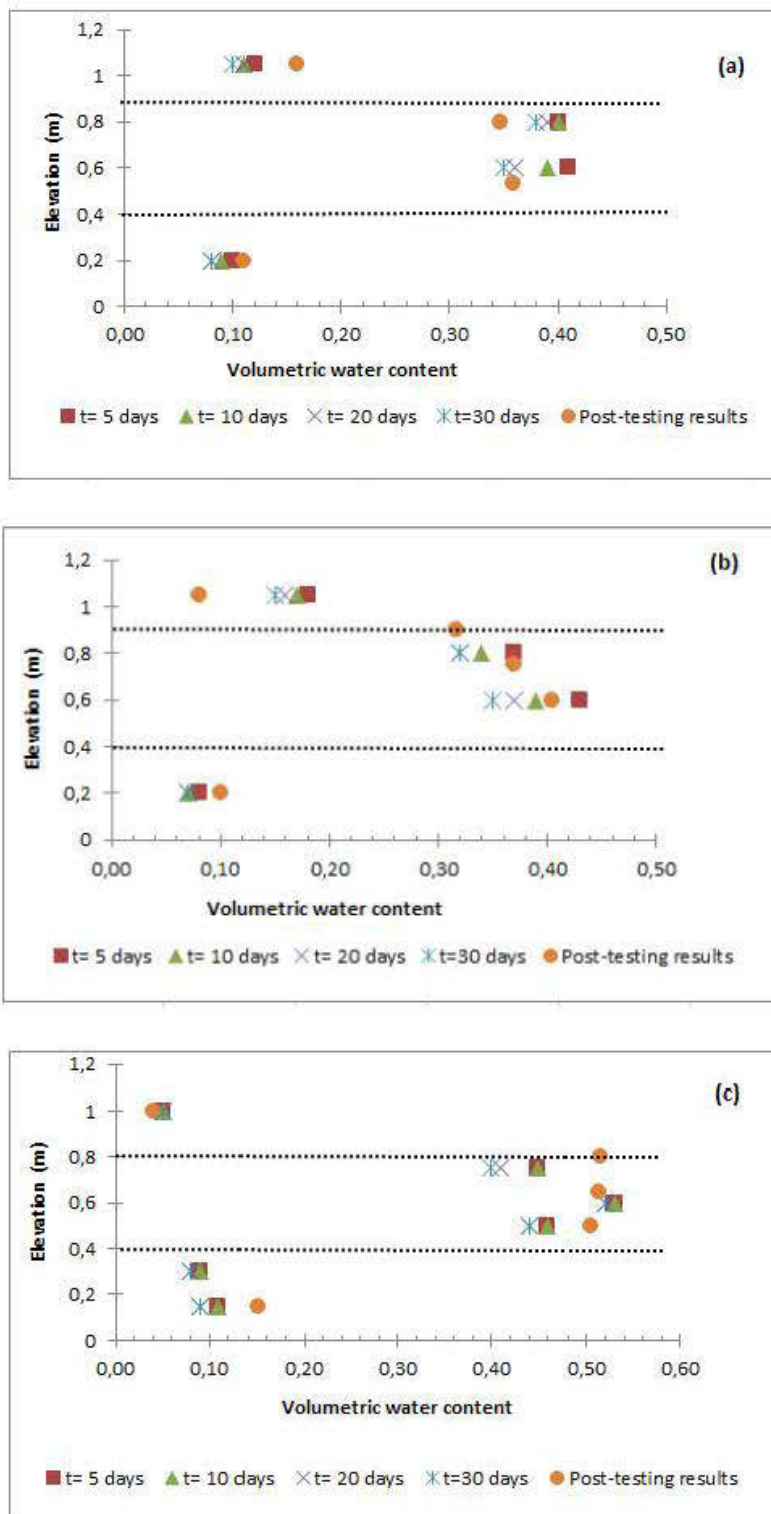 (a)
Elevation (m)
1,2
1
0,8
0,6
0,4
0,2
0
0,00 0,10 0,20 0,30 0,40 0,50
Volumetric water content
t= 5 days t= 10 days t= 20 days t=30 days Post-testing results
(b)
Elevation (m)
1,2
1
0,8
0,6
0,4
0,2
0
0,00 0,10 0,20 0,30 0,40 0,50
Volumetric water content
t= 5 days t= 10 days t= 20 days t=30 days Post-testing results
(c)
Elevation (m)
1,2
1
0,8
0,6
0,4
0,2
0
0,00 0,10 0,20 0,30 0,40 0,50 0,60
Volumetric water content
t= 5 days t= 10 days t= 20 days t=30 days Post-testing results